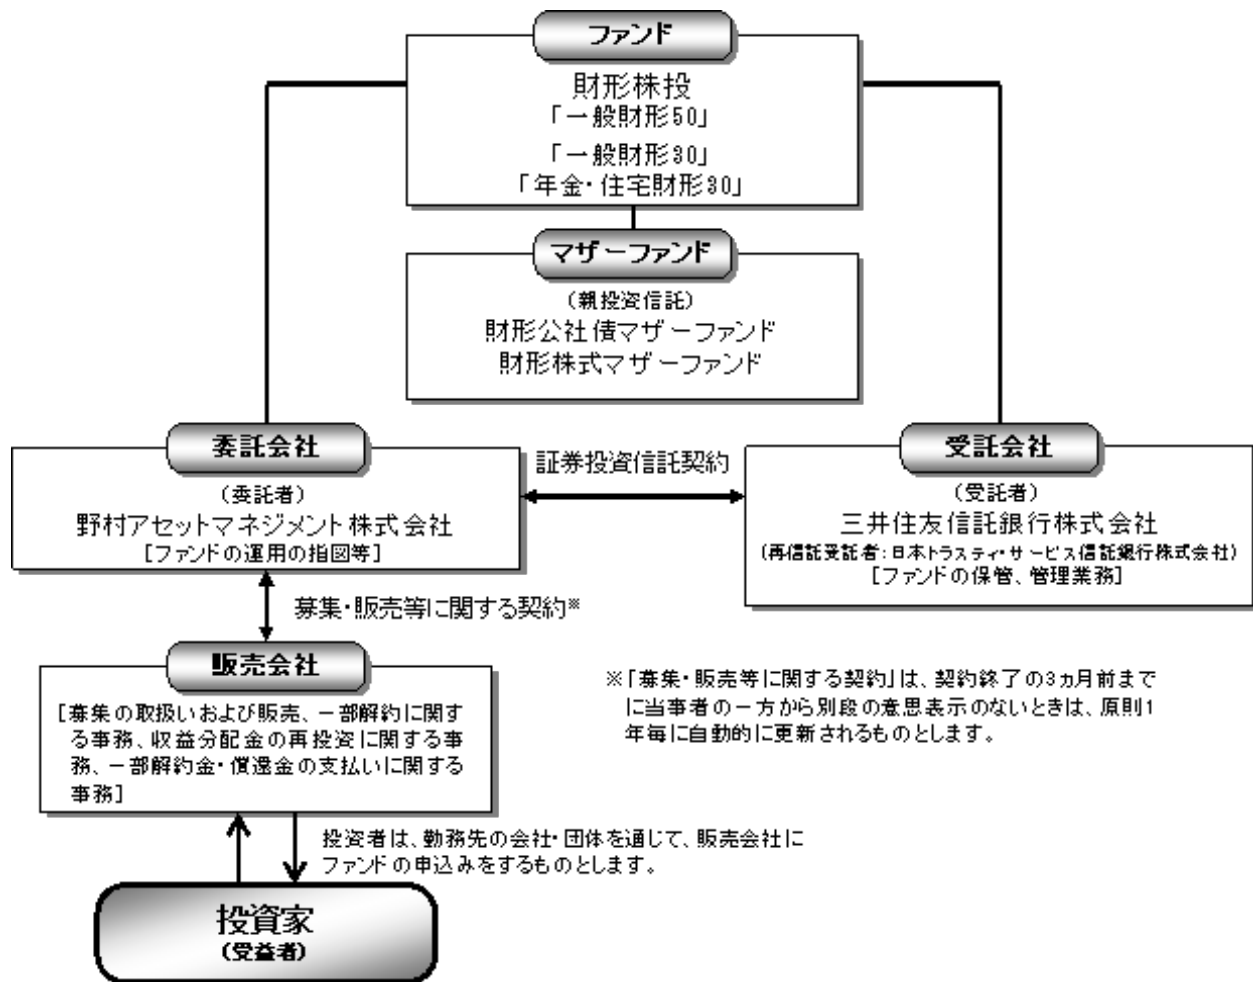 ファンド
財形株投
「一般財形50」
「一般財形30」
「年金・住宅財形30」
マザーファンド
(親投資信託)
財形公社債マザーファンド
財形株式マザーファンド
委託会社
(委託者)
野村アセットマネジメント株式会社
[ファンドの運用の指図等]
証券投資信託契約
受託会社
(受託者)
三井住友信託銀行株式会社
(再信託受託者:日本トラスティ・サービス信託銀行株式会社)
[ファンドの保管、管理業務]
募集・販売等に関する契約※
販売会社
[募集の取扱いおよび販売、一部解約に関す
る事務、収益分配金の再投資に関する事
務、一部解約金・償還金の支払いに関する
事務]
※「募集・販売等に関する契約」は、契約終了の3ヵ月前まで
に当事者の一方から別段の意思表示のないときは、原則1
年毎に自動的に更新されるものとします。
投資者は、勤務先の会社・団体を通じて、販売会社に
ファンドの申込みをするものとします。
投資家
(受益者)